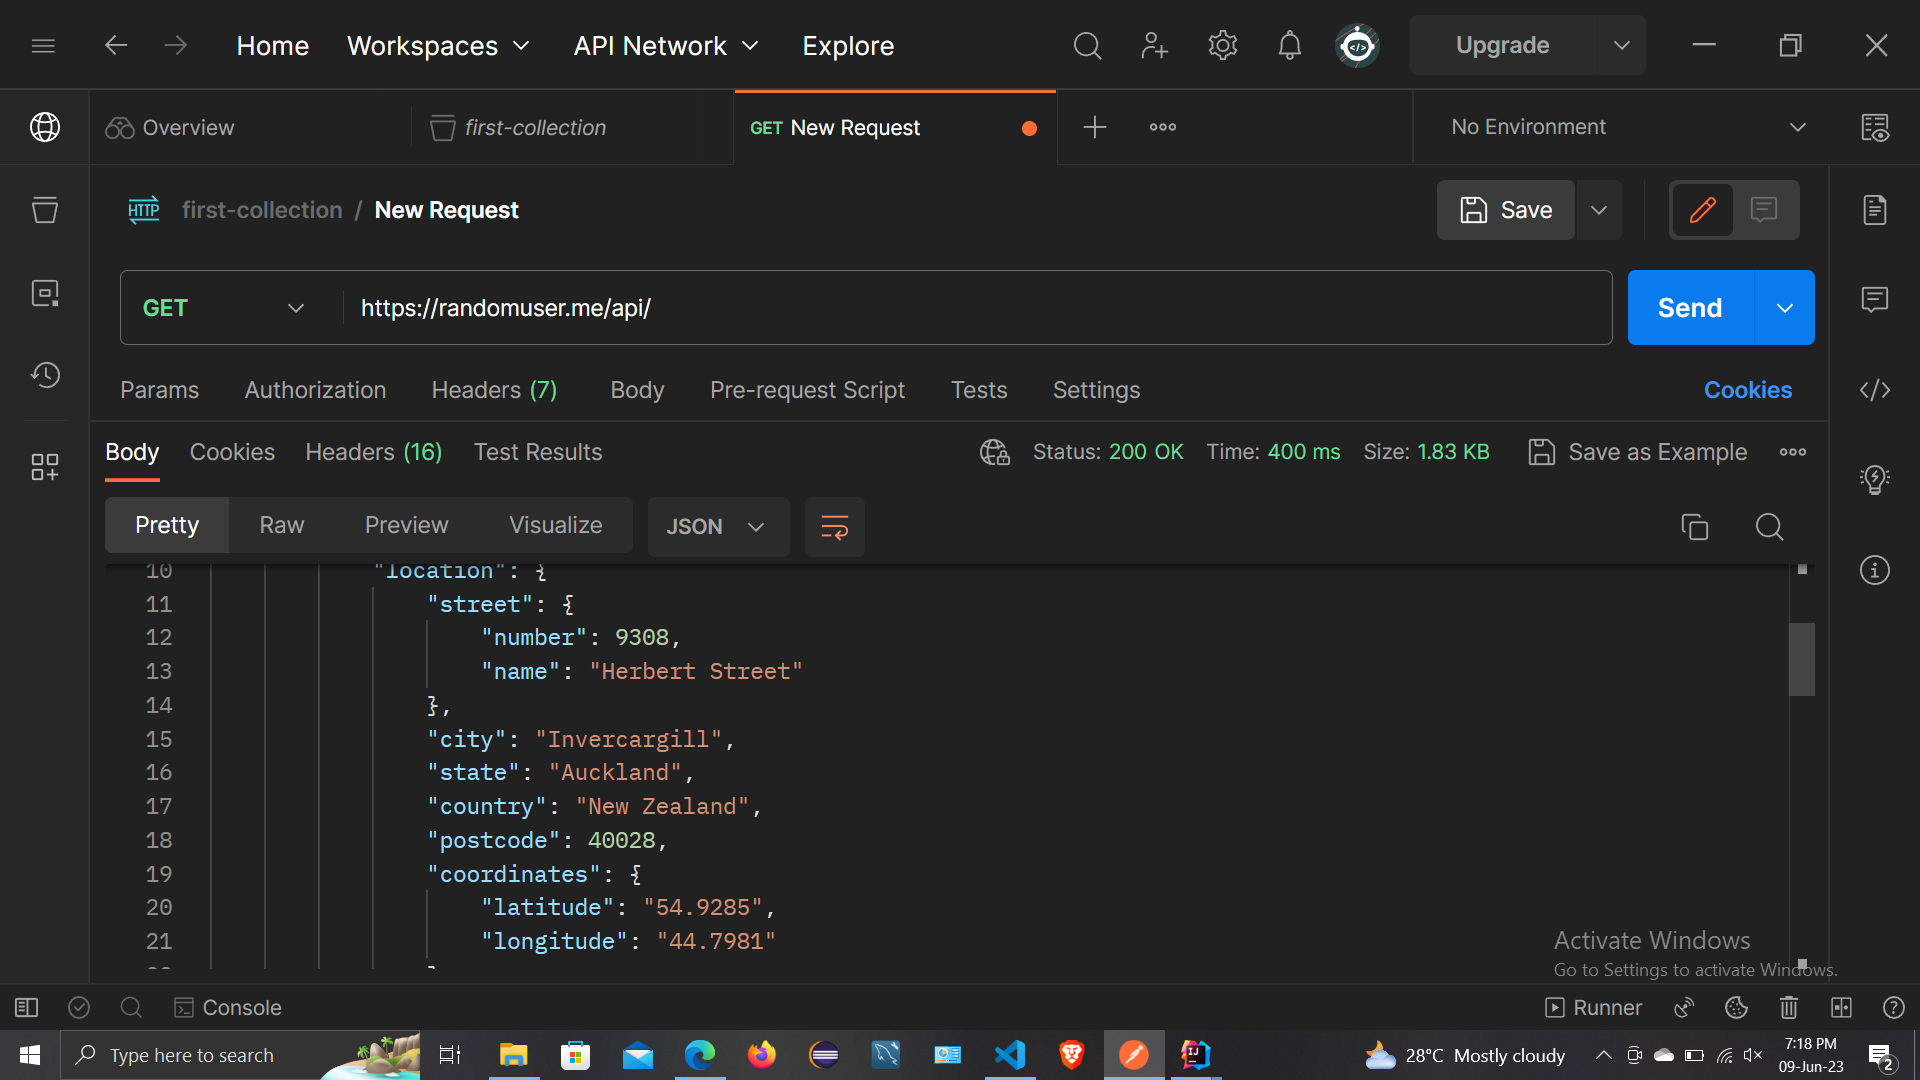 Home Workspaces API Network Explore Upgrade
Overview first-collection GET New Request No Environment
HTTP first-collection / New Request Save
GET https://randomuser.me/api/ Send
Params Authorization Headers (7) Body Pre-request Script Tests Settings Cookies
Body Cookies Headers (16) Test Results Status: 200 OK Time: 400 ms Size: 1.83 KB Save as Example
Pretty Raw Preview Visualize JSON
10 "location": {
11 "street": {
12 "number": 9308,
13 "name": "Herbert Street"
14 },
15 "city": "Invercargill",
16 "state": "Auckland",
17 "country": "New Zealand",
18 "postcode": 40028,
19 "coordinates": {
20 "latitude": "54.9285",
21 "longitude": "44.7981"
Activate Windows
Go to Settings to activate Windows.
Console Runner
Type here to search 28°C Mostly cloudy 7:18 PM
09-Jun-23 2